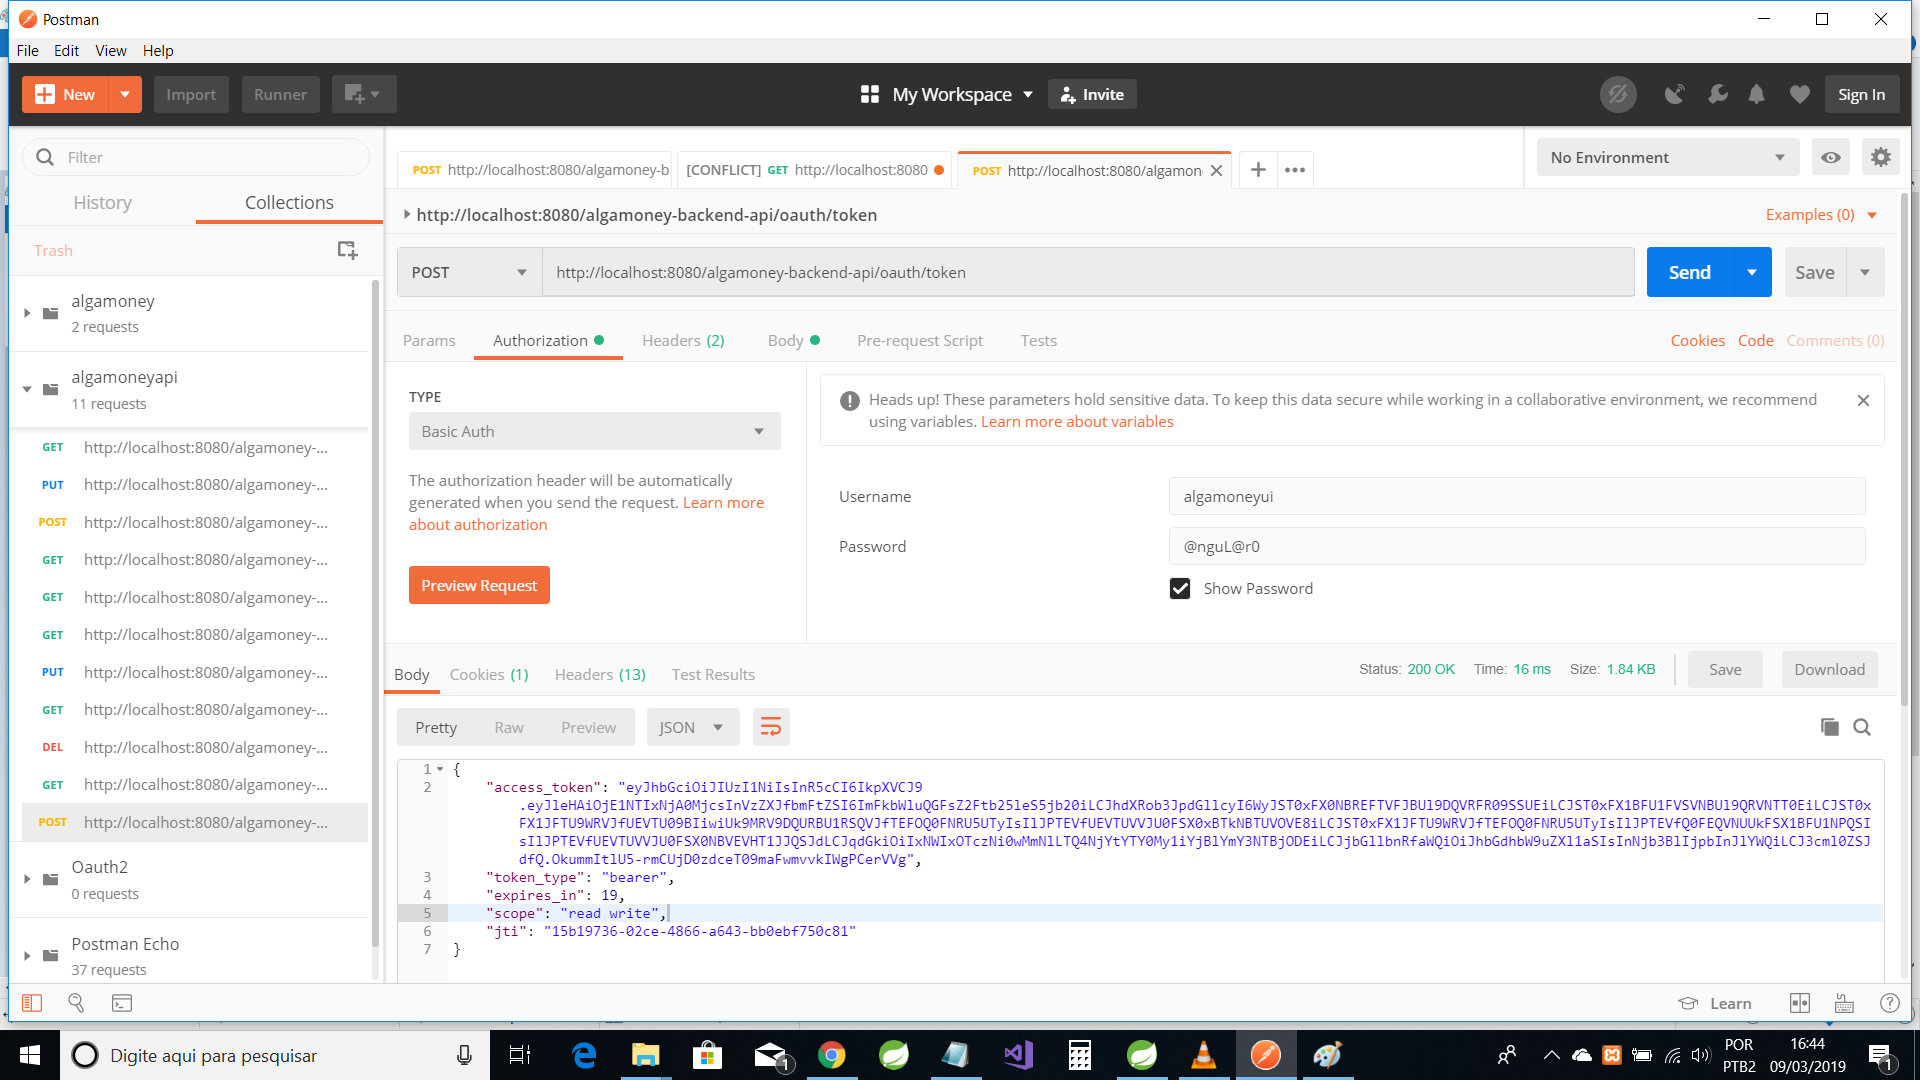 Postman
File Edit View Help
New Import Runner My Workspace Invite Sign In
Filter
History Collections
Trash
algamoney
2 requests
algamoneyapi
11 requests
GET http://localhost:8080/algamoney-...
PUT http://localhost:8080/algamoney-...
POST http://localhost:8080/algamoney-...
GET http://localhost:8080/algamoney-...
GET http://localhost:8080/algamoney-...
GET http://localhost:8080/algamoney-...
PUT http://localhost:8080/algamoney-...
GET http://localhost:8080/algamoney-...
DEL http://localhost:8080/algamoney-...
GET http://localhost:8080/algamoney-...
POST http://localhost:8080/algamoney-...
Oauth2
0 requests
Postman Echo
37 requests
POST http://localhost:8080/algamoney-b [CONFLICT] GET http://localhost:8080 POST http://localhost:8080/algamon
No Environment
http://localhost:8080/algamoney-backend-api/oauth/token
Examples (0)
POST http://localhost:8080/algamoney-backend-api/oauth/token Send Save
Params Authorization Headers (2) Body Pre-request Script Tests Cookies Code Comments (0)
TYPE
Basic Auth
The authorization header will be automatically
generated when you send the request. Learn more
about authorization
Preview Request
Heads up! These parameters hold sensitive data. To keep this data secure while working in a collaborative environment, we recommend
using variables. Learn more about variables
Username algamoneyui
Password @nguL@r0
Show Password
Body Cookies (1) Headers (13) Test Results Status: 200 OK Time: 16 ms Size: 1.84 KB Save Download
Pretty Raw Preview JSON
1 {
2 "access_token": "eyJhbGciOiJIUzI1NiIsInR5cCI6IkpXVCJ9
3 "token_type": "bearer",
4 "expires_in": 19,
5 "scope": "read write",
6 "jti": "15b19736-02ce-4866-a643-bb0ebf750c81"
7 }
Learn
Digite aqui para pesquisar
1
POR
PTB2
16:44
09/03/2019
1